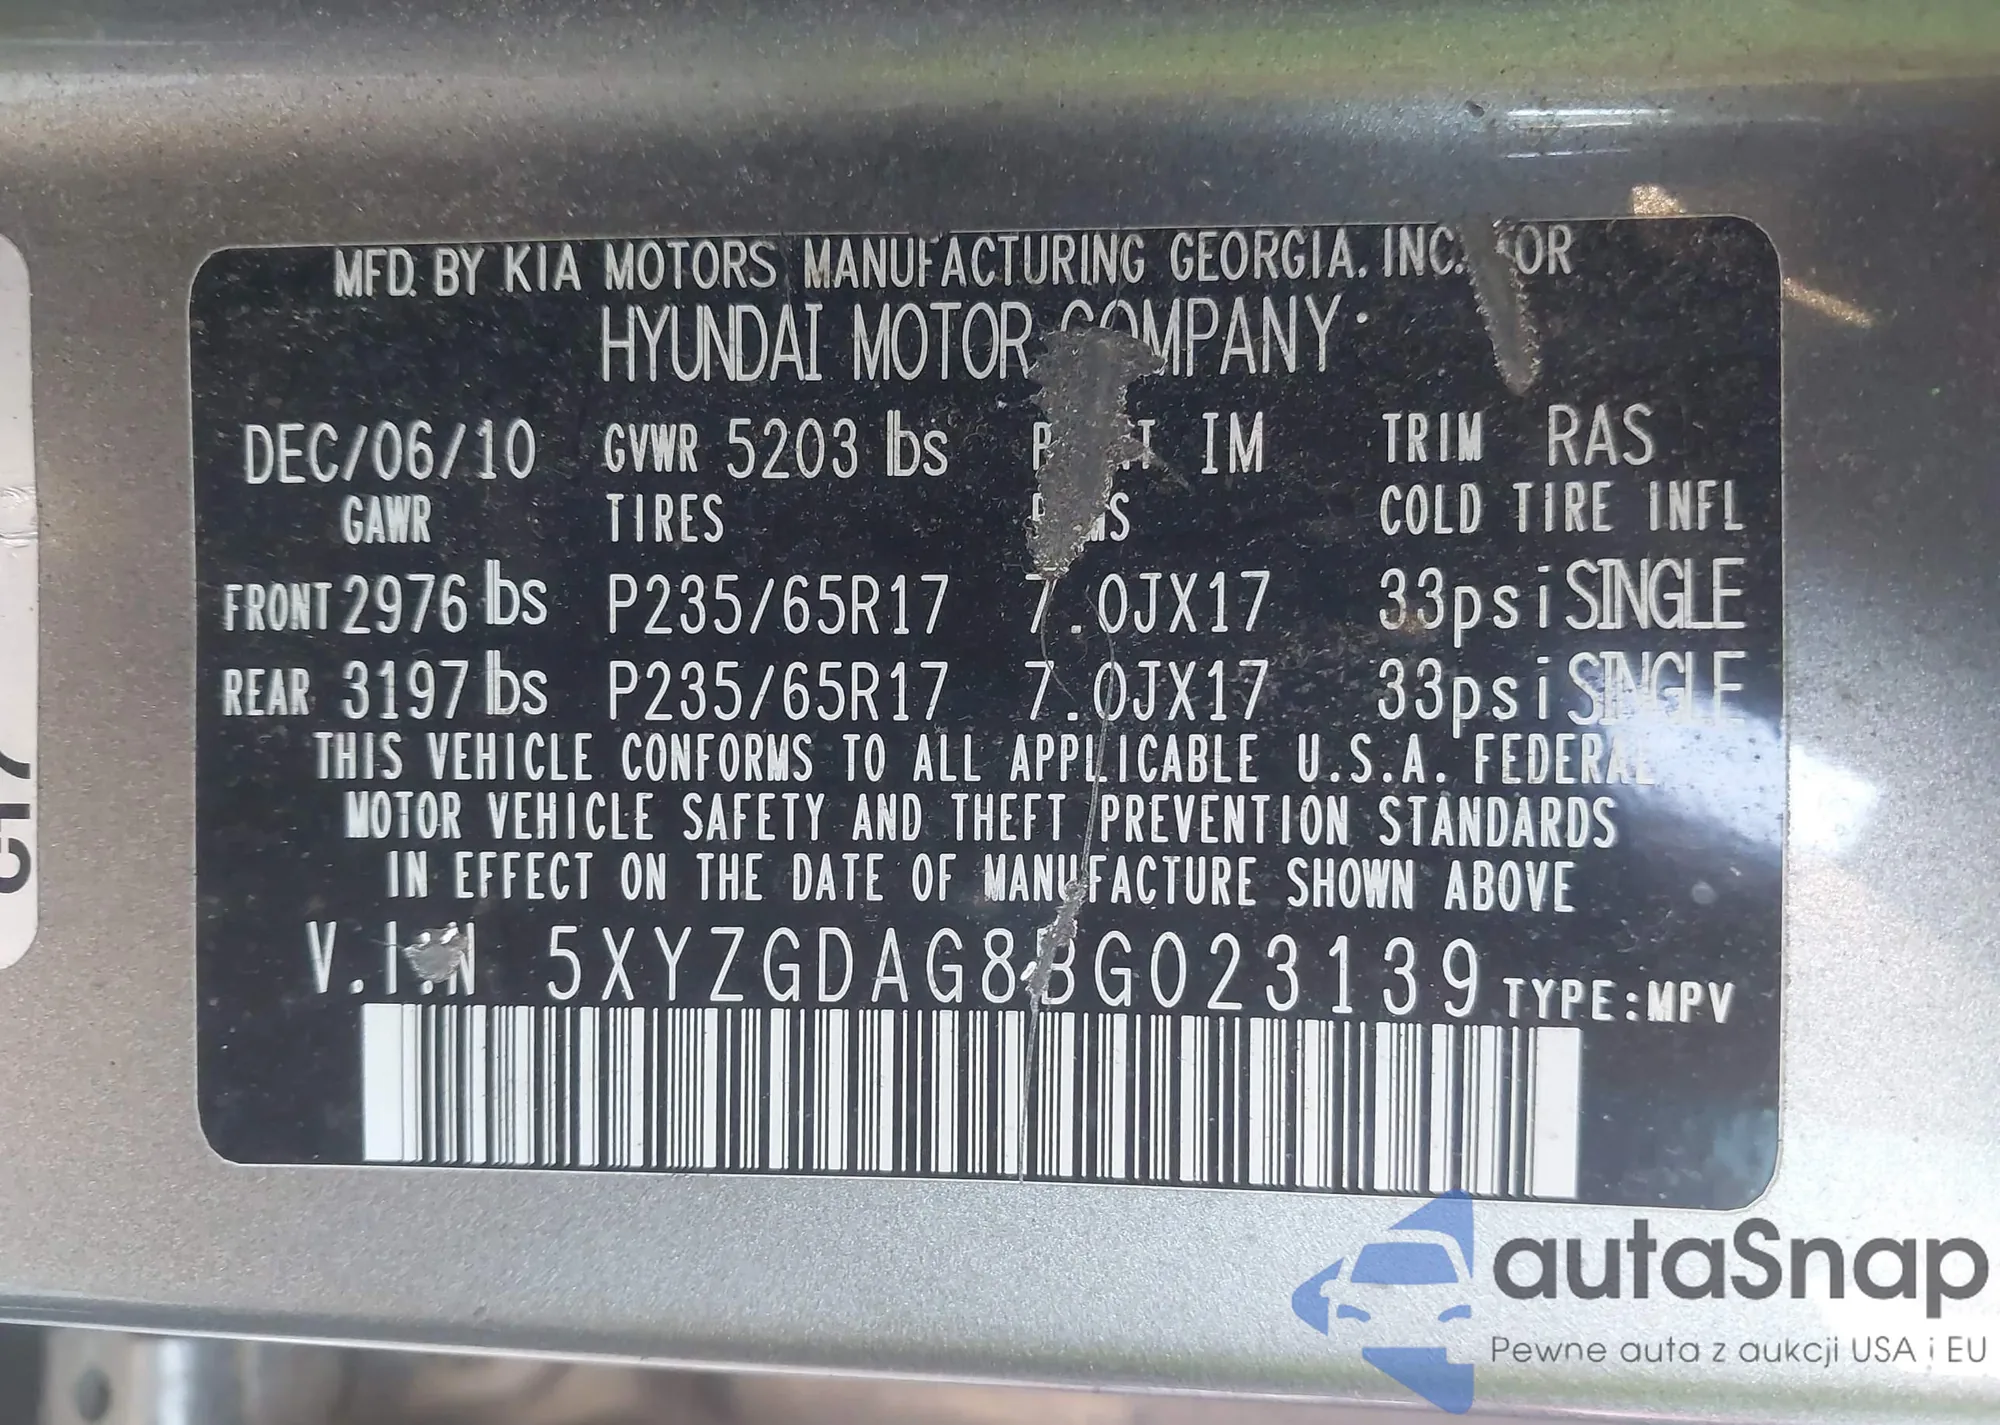 MFD. BY KIA MOTORS MANUFACTURING GEORGIA, INC.
HYUNDAI MOTOR COMPANY
DEC/06/10 GVWR 5203 lbs IM TRIM RAS
GAWR TIRES COLD TIRE INFL
FRONT 2976 lbs P235/65R17 7.0JX17 33psi SINGLE
REAR 3197 lbs P235/65R17 7.0JX17 33psi SINGLE
THIS VEHICLE CONFORMS TO ALL APPLICABLE U.S.A. FEDERAL
MOTOR VEHICLE SAFETY AND THEFT PREVENTION STANDARDS
IN EFFECT ON THE DATE OF MANUFACTURE SHOWN ABOVE
V.I.N 5XYZGDAG8BG023139 TYPE:MPV
autaSnap
Pewne auta z aukcji USA i EU